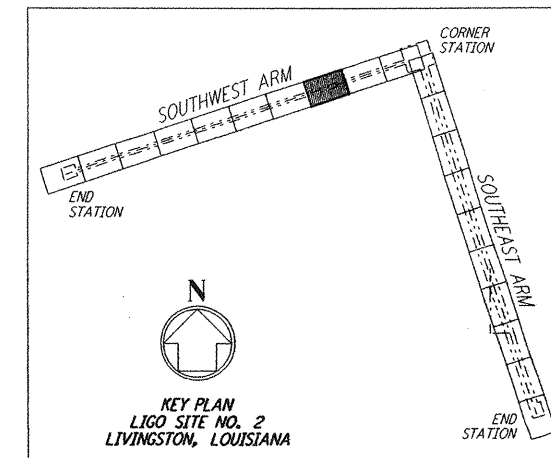 CORNER
STATION
SOUTHWEST ARM
END
STATION
SOUTHEAST ARM
N
KEY PLAN
LIGO SITE NO. 2
LIVINGSTON, LOUISIANA
END
STATION